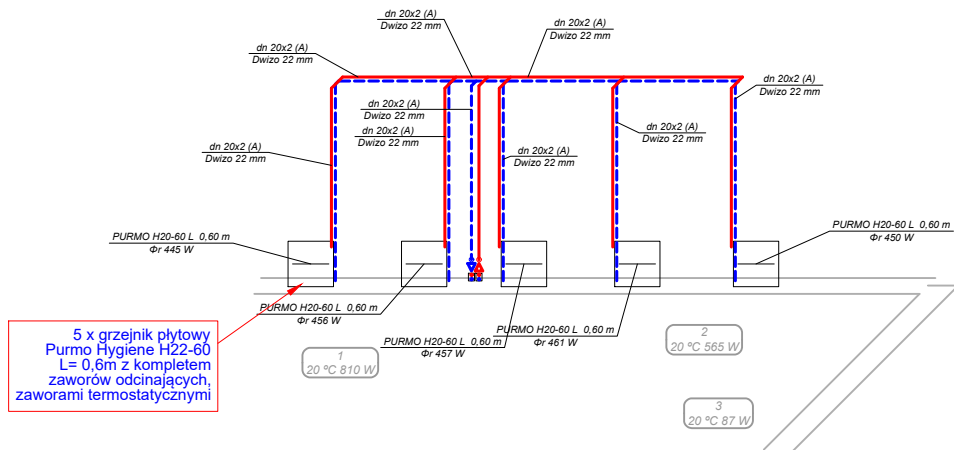 dn 20x2 (A)
Dwizo 22 mm
dn 20x2 (A)
Dwizo 22 mm
dn 20x2 (A)
Dwizo 22 mm
dn 20x2 (A)
Dwizo 22 mm
dn 20x2 (A)
Dwizo 22 mm
dn 20x2 (A)
Dwizo 22 mm
dn 20x2 (A)
Dwizo 22 mm
dn 20x2 (A)
Dwizo 22 mm
dn 20x2 (A)
Dwizo 22 mm
PURMO H20-60 L 0,60 m
Φr 445 W
PURMO H20-60 L 0,60 m
Φr 450 W
PURMO H20-60 L 0,60 m
Φr 456 W
PURMO H20-60 L 0,60 m
Φr 457 W
PURMO H20-60 L 0,60 m
Φr 461 W
5 x grzejnik płytowy
Purmo Hygiene H22-60
L= 0,6m z kompletem
zaworów odcinających,
zaworami termostatycznymi
1
20 ºC 810 W
2
20 ºC 565 W
3
20 ºC 87 W